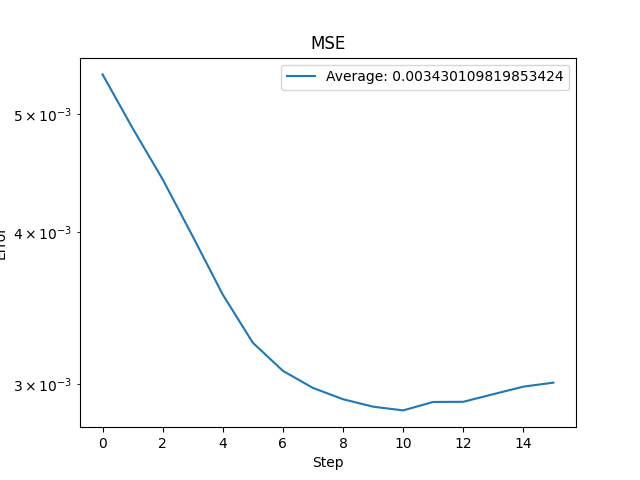 MSE
Average: 0.003430109819853424
5 × 10⁻³
4 × 10⁻³
3 × 10⁻³
Error
0 2 4 6 8 10 12 14
Step